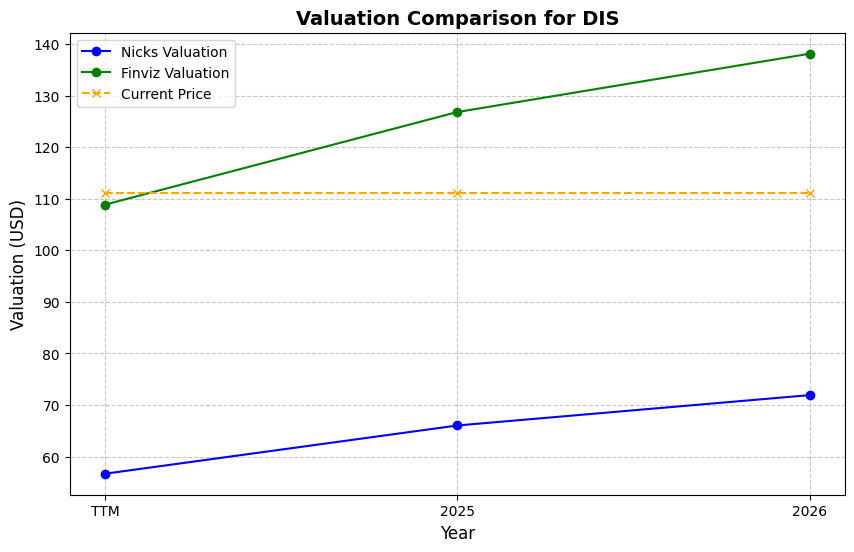 Valuation Comparison for DIS
Nicks Valuation
Finviz Valuation
Current Price
Valuation (USD)
140
130
120
110
100
90
80
70
60
TTM
2025
2026
Year